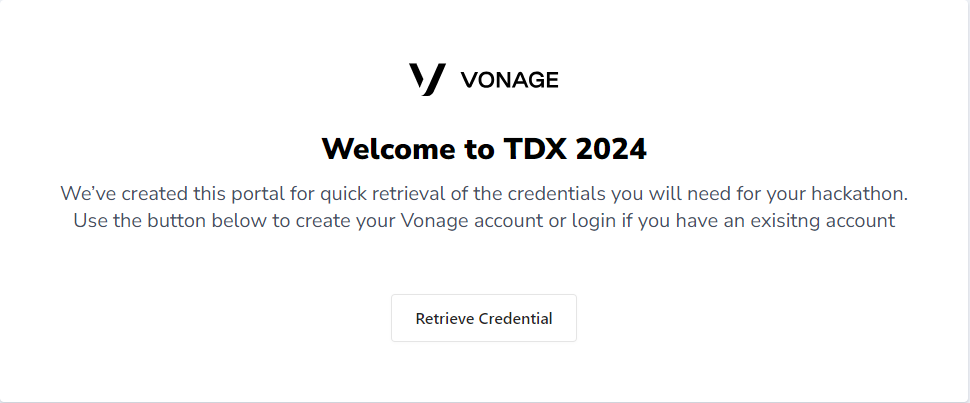 VONAGE
Welcome to TDX 2024
We've created this portal for quick retrieval of the credentials you will need for your hackathon.
Use the button below to create your Vonage account or login if you have an exisitng account
Retrieve Credential